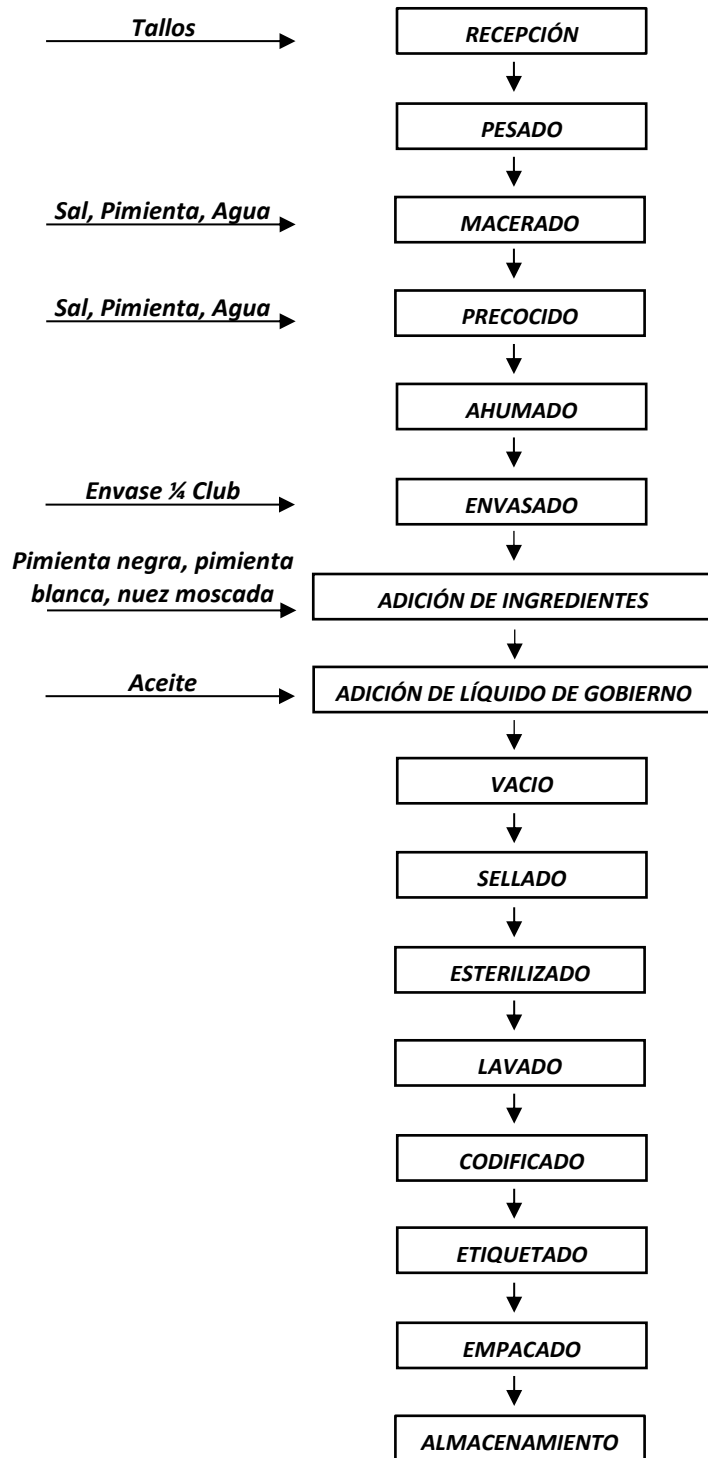 Tallos
RECEPCIÓN
PESADO
Sal, Pimienta, Agua
MACERADO
Sal, Pimienta, Agua
PRECOCIDO
AHUMADO
Envase ¼ Club
ENVASADO
Pimienta negra, pimienta
blanca, nuez moscada
ADICIÓN DE INGREDIENTES
Aceite
ADICIÓN DE LÍQUIDO DE GOBIERNO
VACIO
SELLADO
ESTERILIZADO
LAVADO
CODIFICADO
ETIQUETADO
EMPACADO
ALMACENAMIENTO